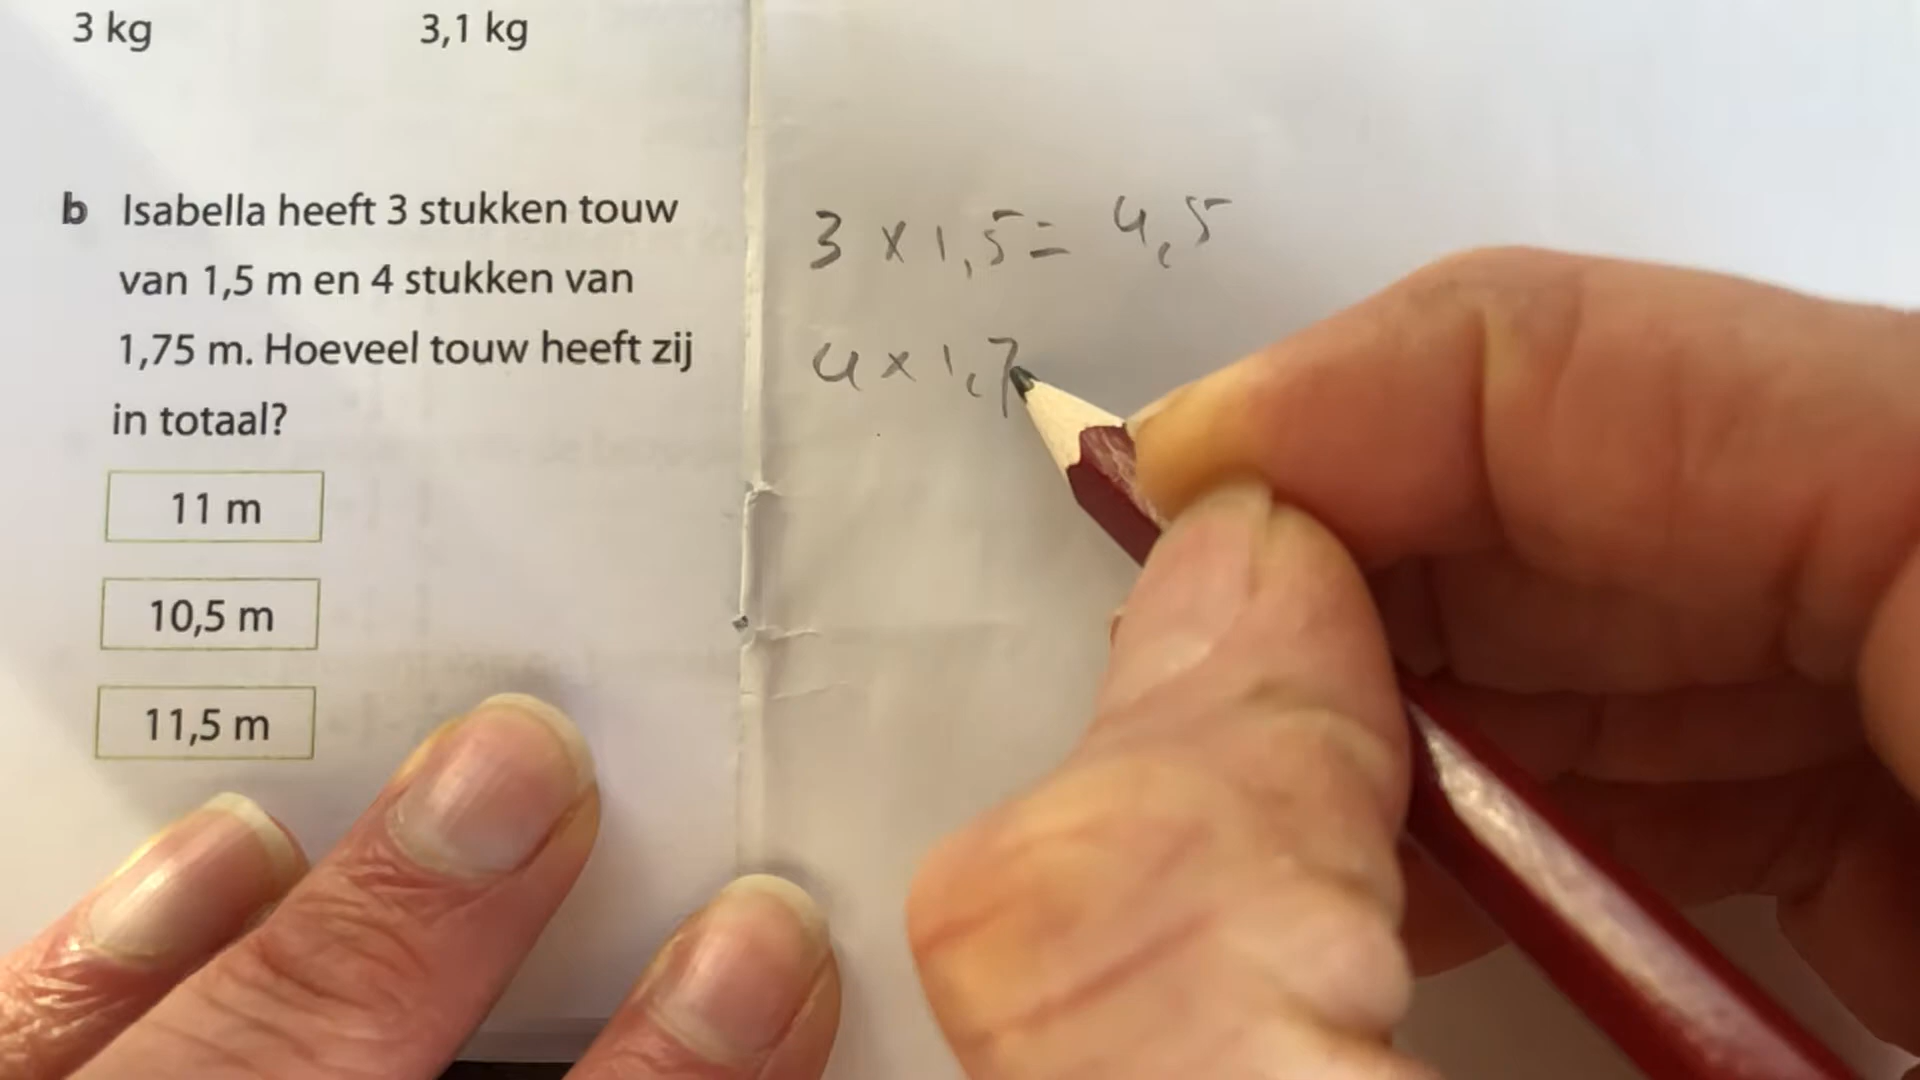 3 kg 3,1 kg
b Isabella heeft 3 stukken touw
van 1,5 m en 4 stukken van
1,75 m. Hoeveel touw heeft zij
in totaal?
11 m
10,5 m
11,5 m
3 x 1,5 = 4,5
4 x 1,7